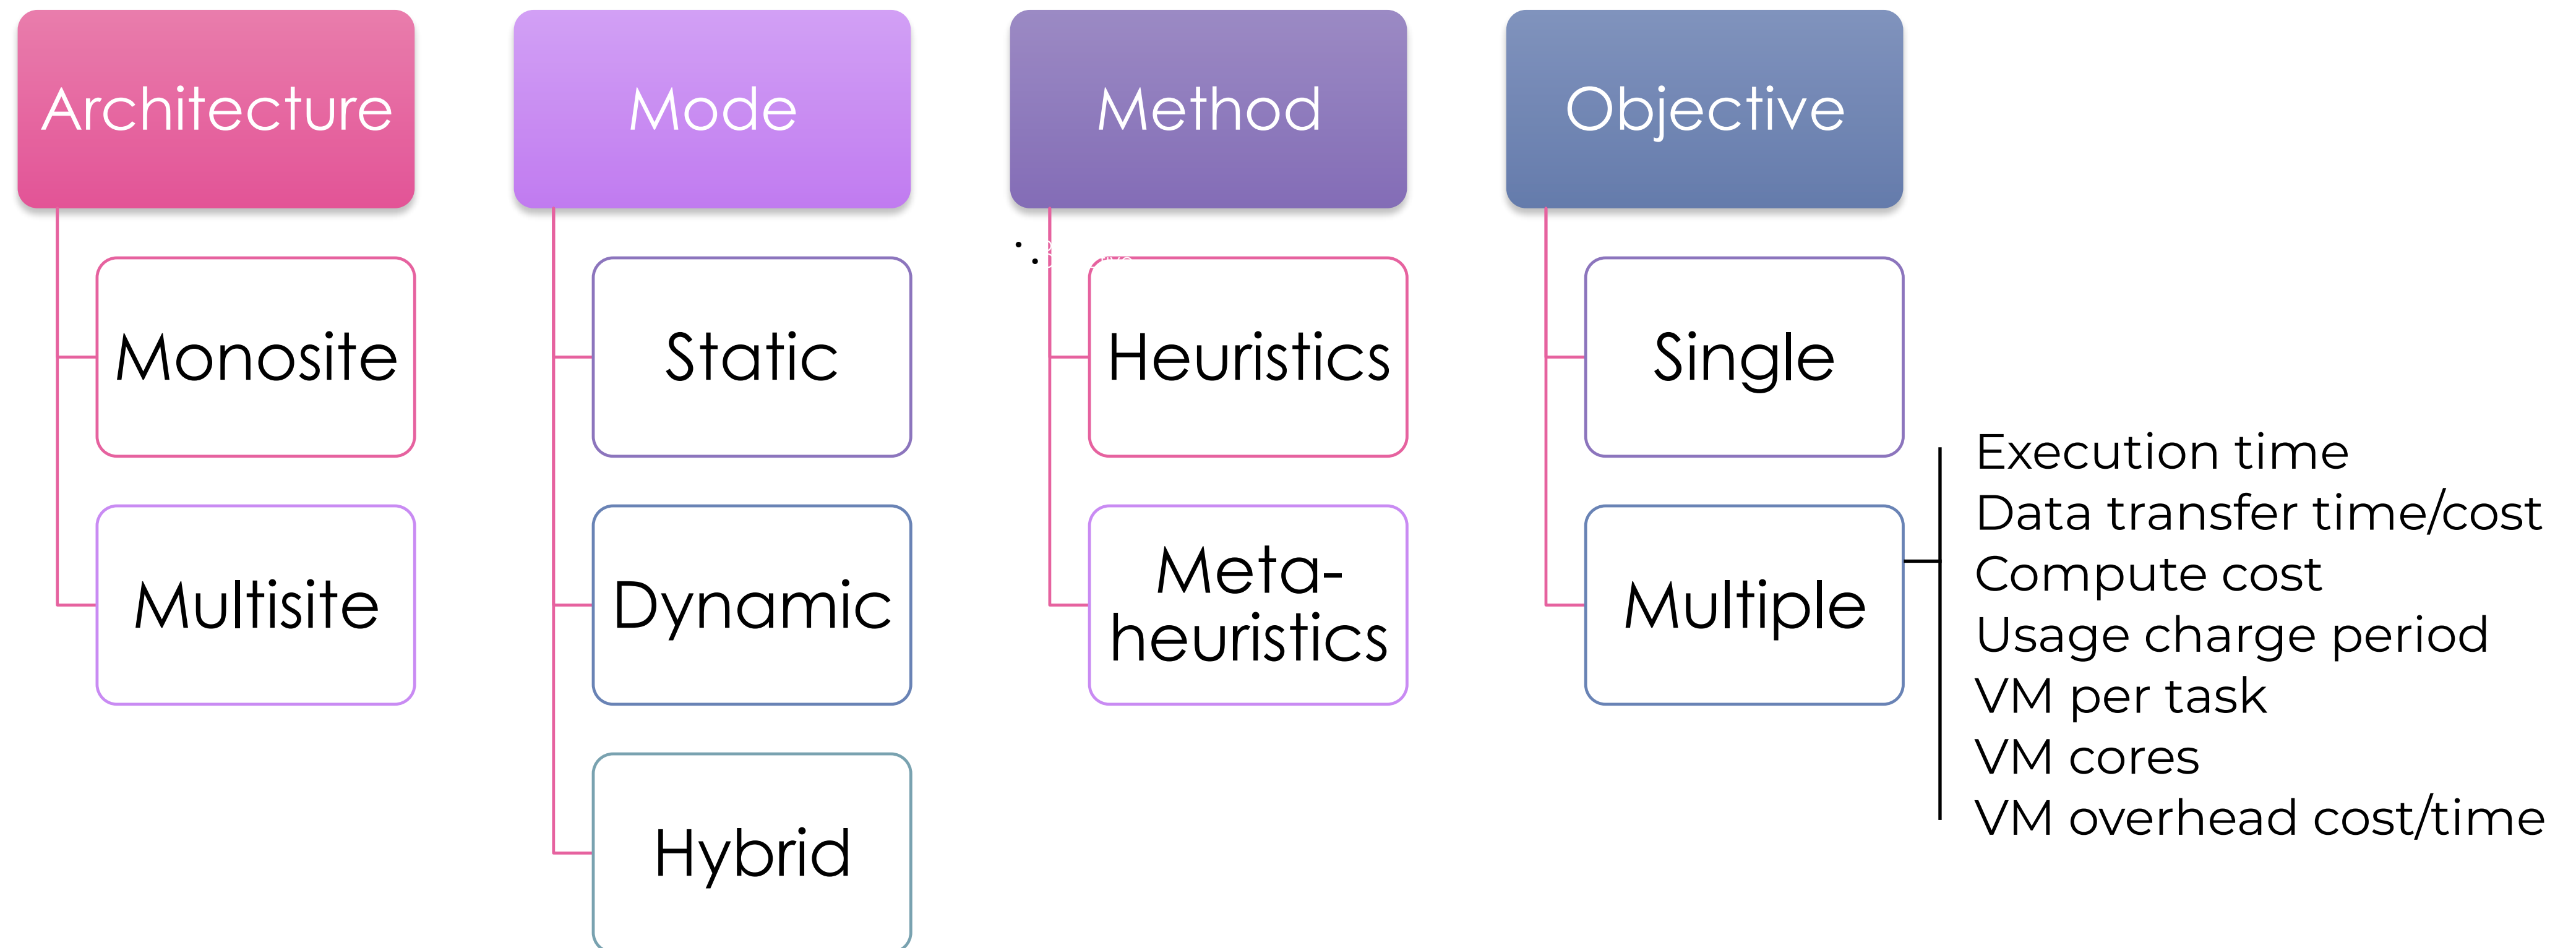 Architecture
Mode
Method
Objective
Monosite
Static
Heuristics
Single
Multisite
Dynamic
Meta-
heuristics
Multiple
Hybrid
Execution time
Data transfer time/cost
Compute cost
Usage charge period
VM per task
VM cores
VM overhead cost/time